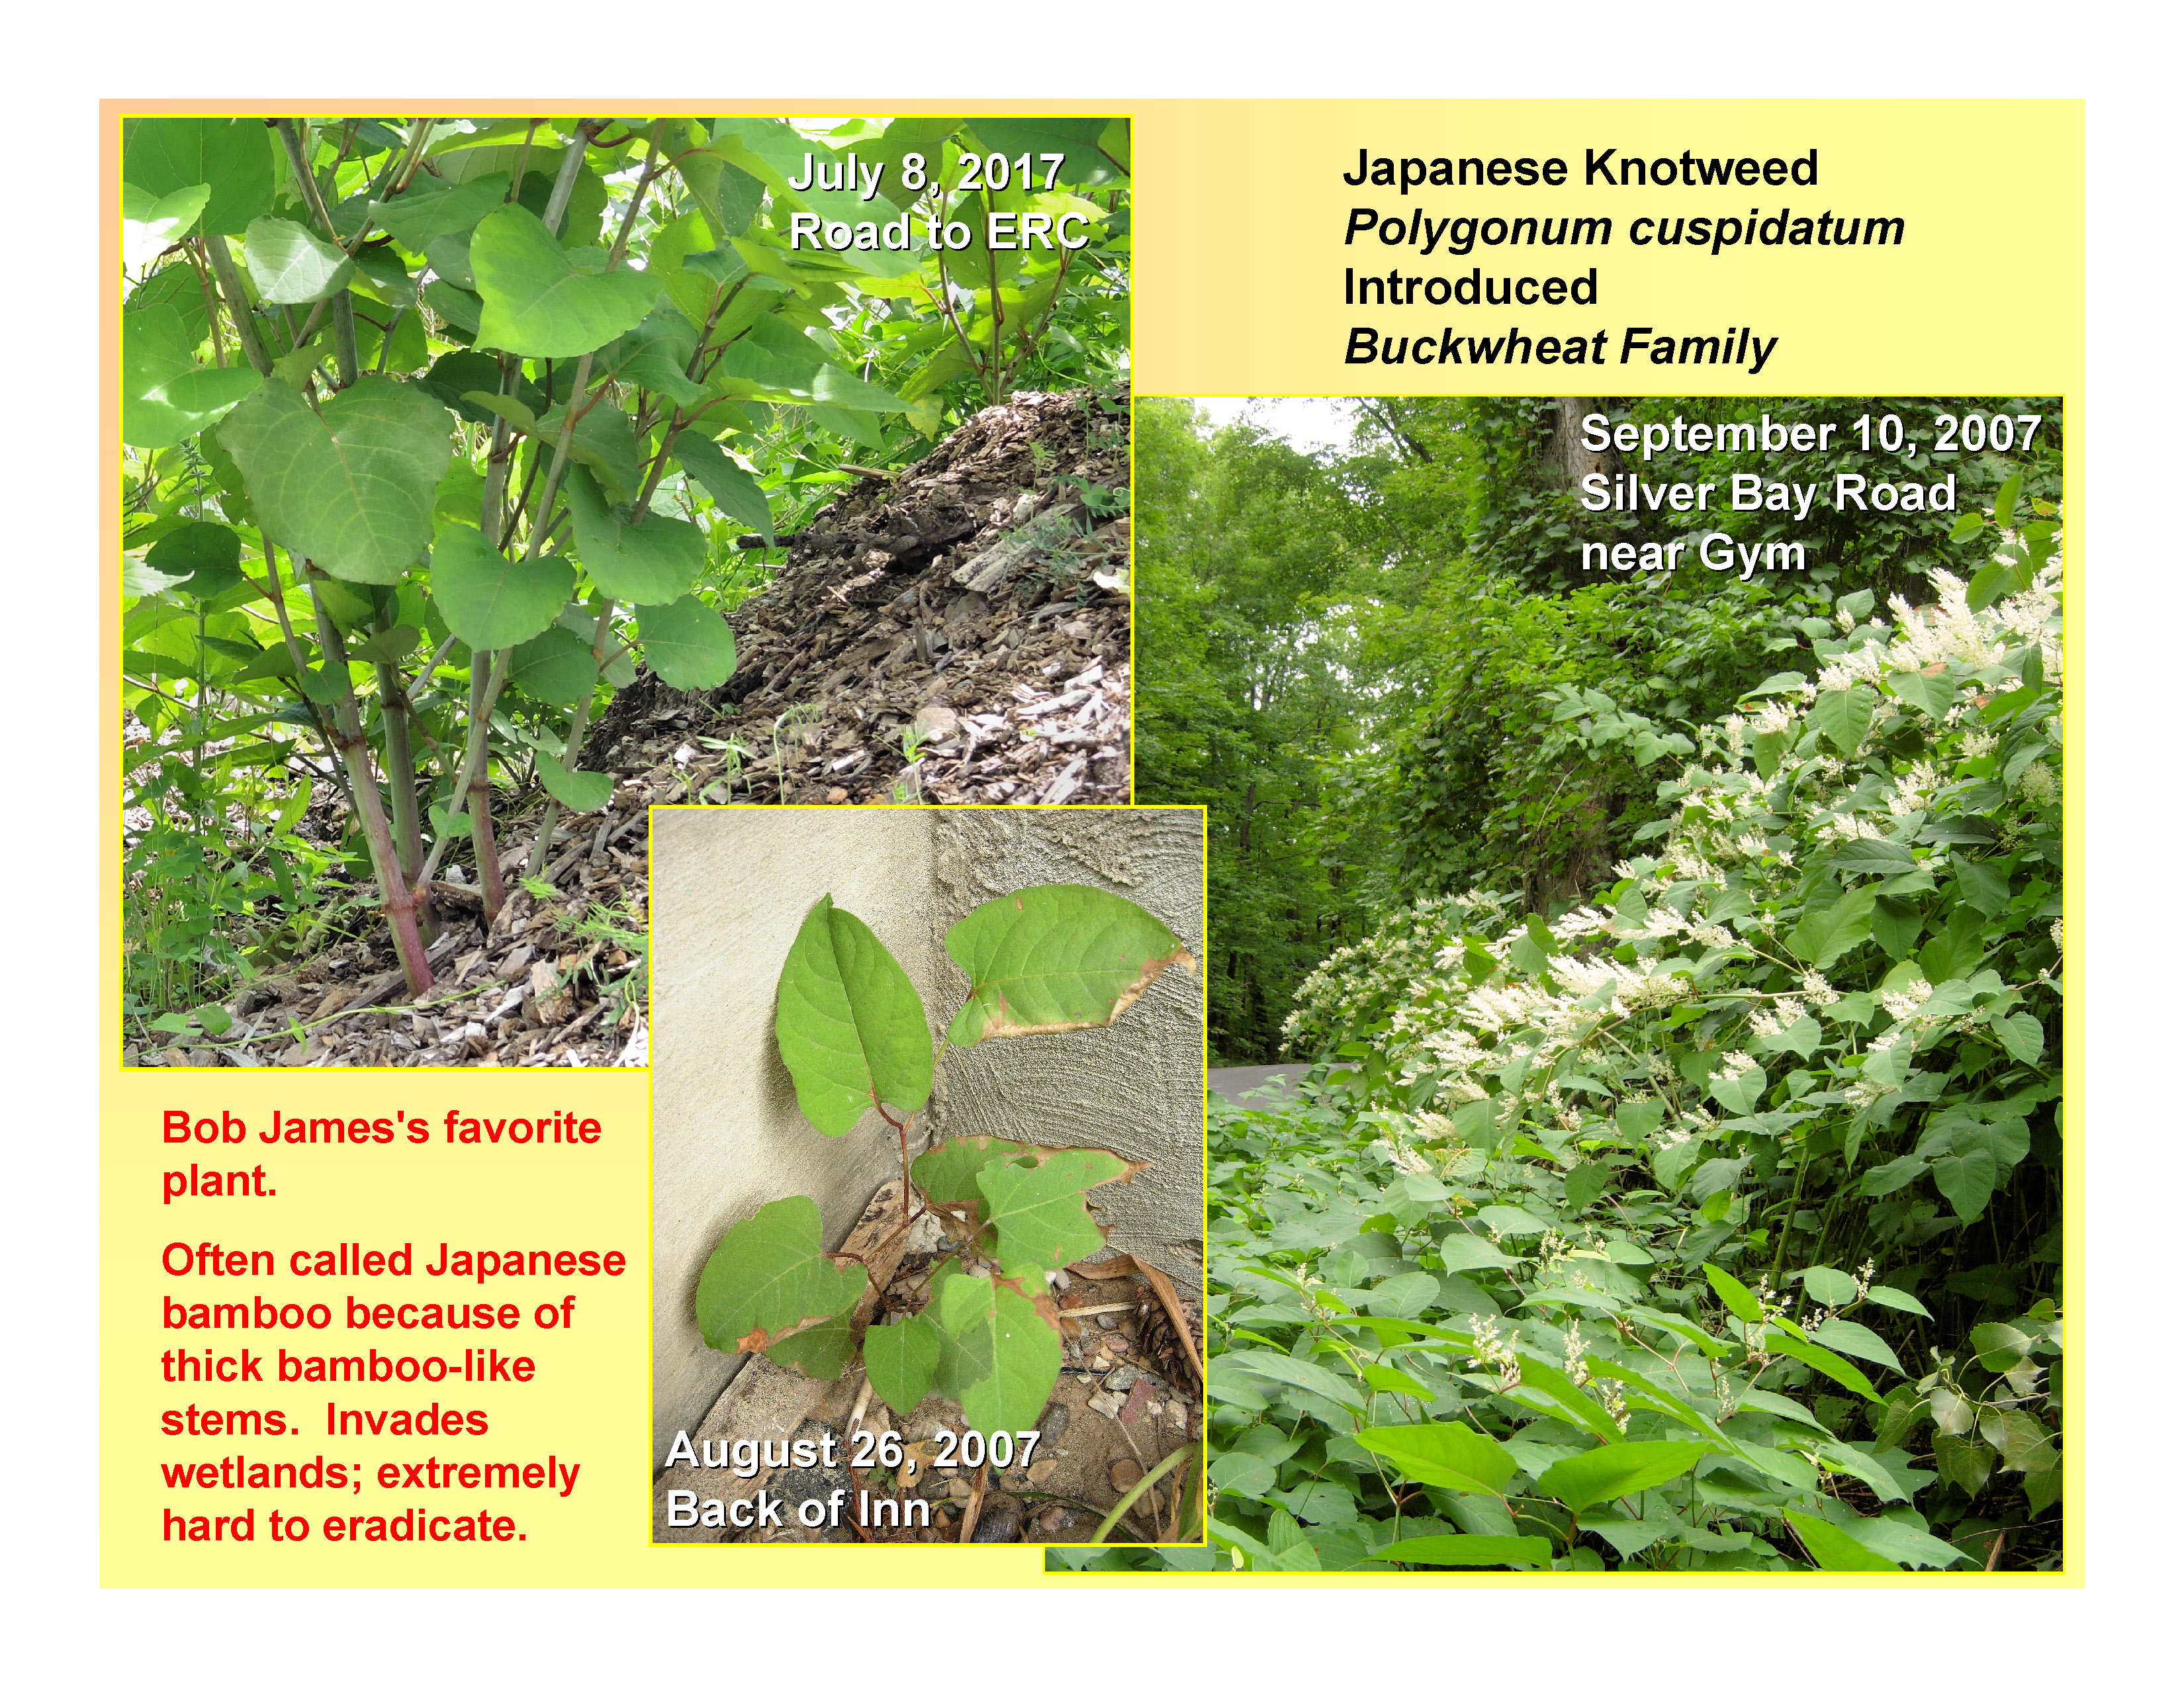 July 8, 2017
Road to ERC
Japanese Knotweed
Polygonum cuspidatum
Introduced
Buckwheat Family
September 10, 2007
Silver Bay Road
near Gym
Bob James's favorite
plant.
Often called Japanese
bamboo because of
thick bamboo-like
stems.  Invades
wetlands; extremely
hard to eradicate.
August 26, 2007
Back of Inn